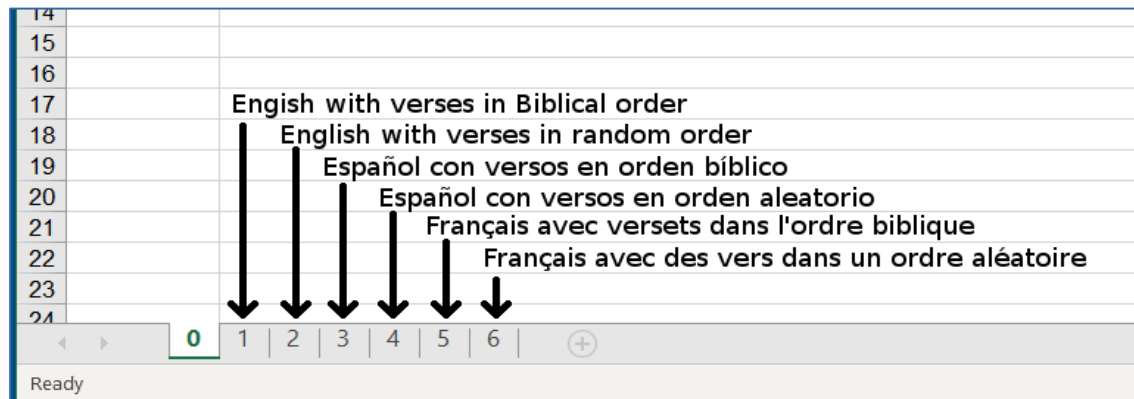 14
15
16
17 Engish with verses in Biblical order
18 English with verses in random order
19 Español con versos en orden bíblico
20 Español con versos en orden aleatorio
21 Français avec versets dans l'ordre biblique
22 Français avec des vers dans un ordre aléatoire
23
24
0 1 2 3 4 5 6
Ready